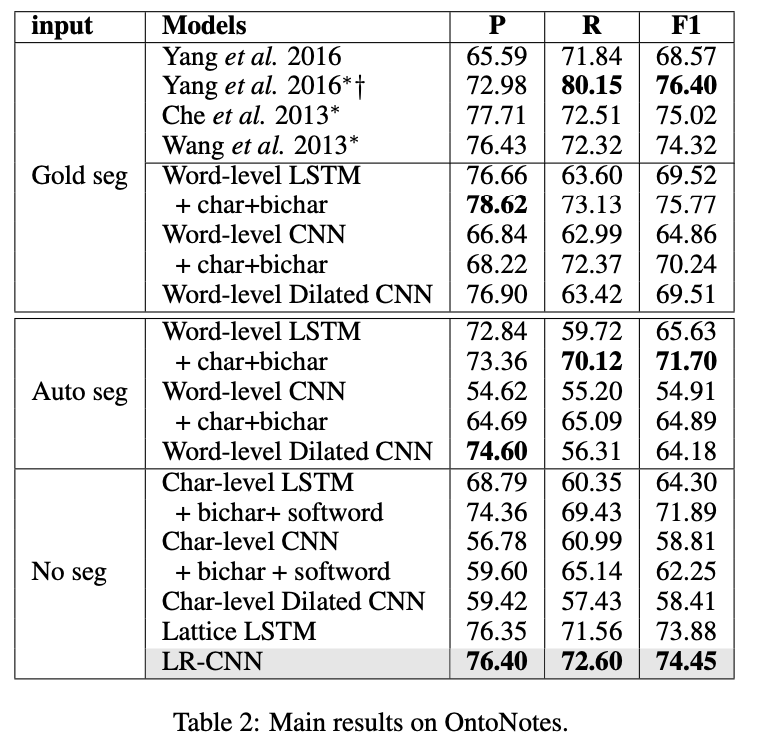 input Models P R F1
Yang et al. 2016 65.59 71.84 68.57
Yang et al. 2016*† 72.98 80.15 76.40
Che et al. 2013* 77.71 72.51 75.02
Wang et al. 2013* 76.43 72.32 74.32
Gold seg Word-level LSTM 76.66 63.60 69.52
+ char+bichar 78.62 73.13 75.77
Word-level CNN 66.84 62.99 64.86
+ char+bichar 68.22 72.37 70.24
Word-level Dilated CNN 76.90 63.42 69.51
Word-level LSTM 72.84 59.72 65.63
+ char+bichar 73.36 70.12 71.70
Auto seg Word-level CNN 54.62 55.20 54.91
+ char+bichar 64.69 65.09 64.89
Word-level Dilated CNN 74.60 56.31 64.18
Char-level LSTM 68.79 60.35 64.30
+ bichar+ softword 74.36 69.43 71.89
Char-level CNN 56.78 60.99 58.81
No seg + bichar + softword 59.60 65.14 62.25
Char-level Dilated CNN 59.42 57.43 58.41
Lattice LSTM 76.35 71.56 73.88
LR-CNN 76.40 72.60 74.45
Table 2: Main results on OntoNotes.